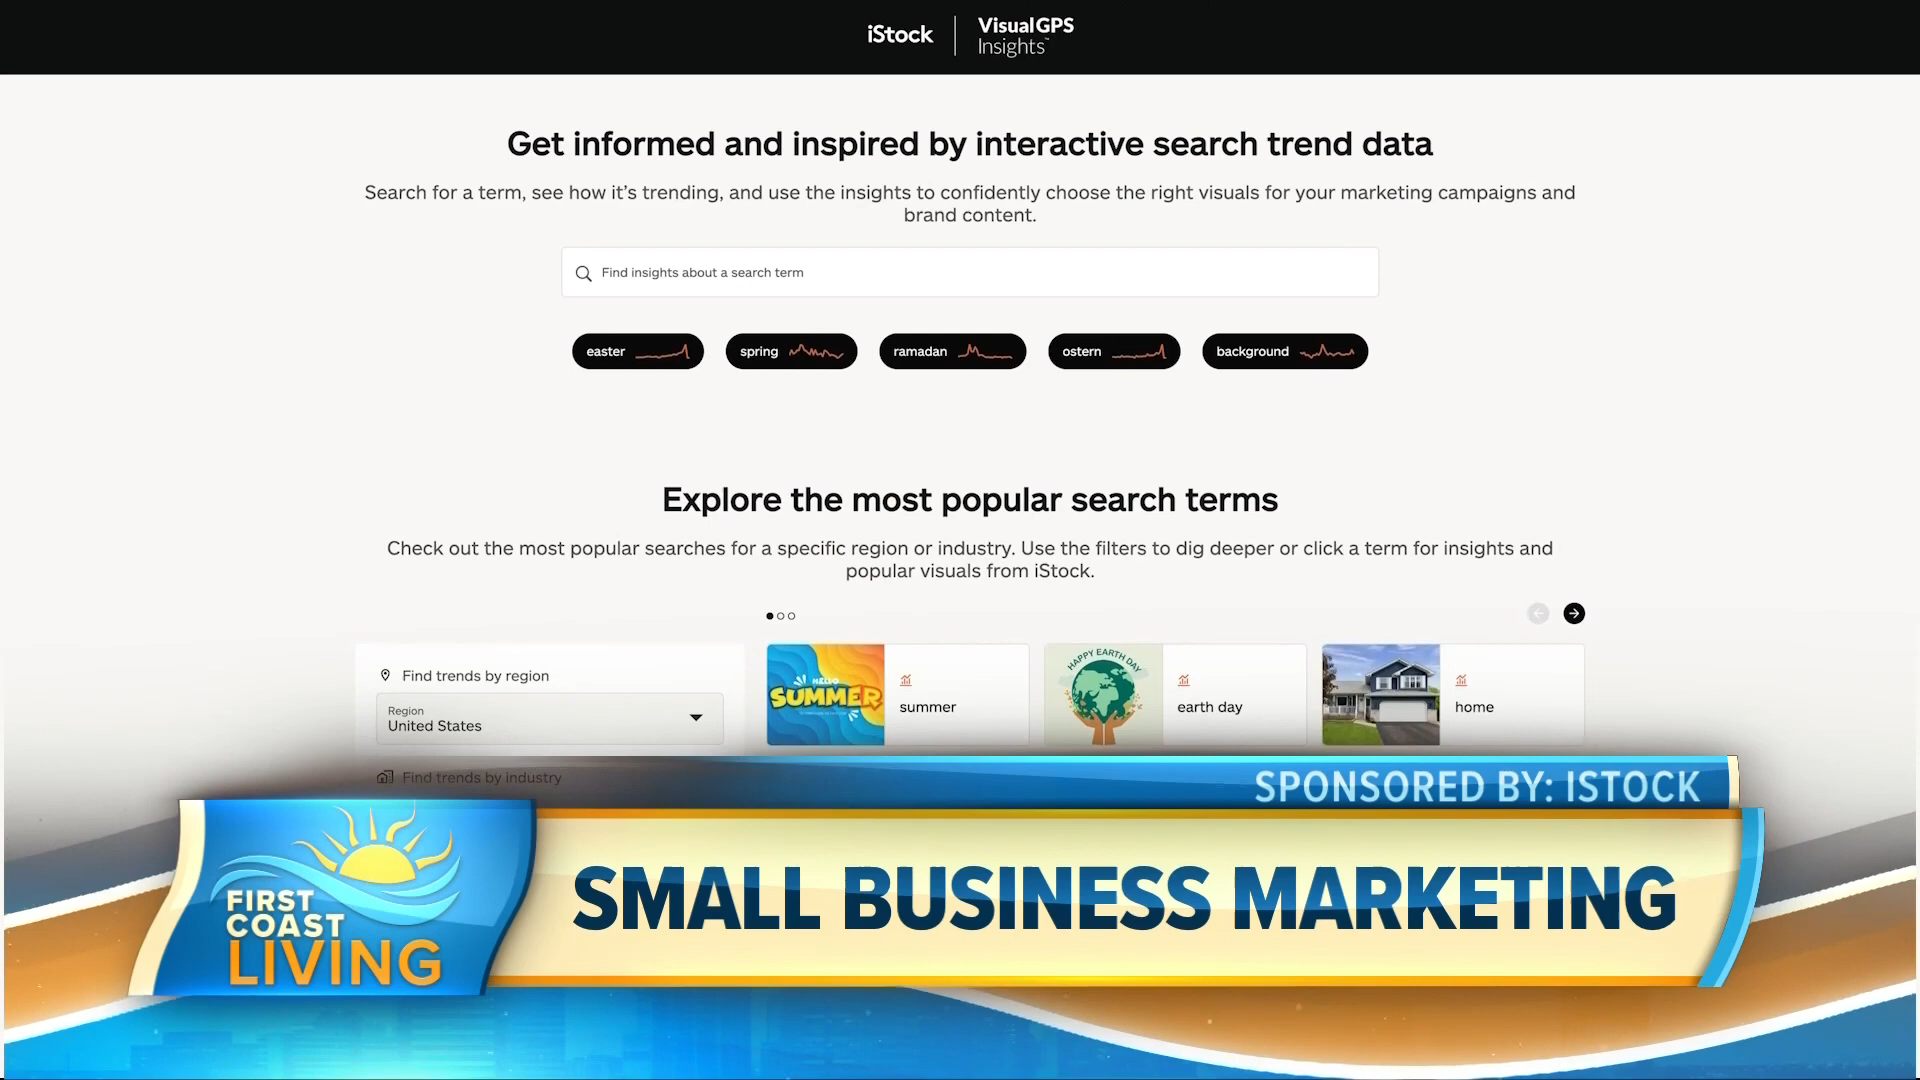 iStock
VisualGPS
Insights™
Get informed and inspired by interactive search trend data
Search for a term, see how it’s trending, and use the insights to confidently choose the right visuals for your marketing campaigns and
brand content.
Find insights about a search term
easter
spring
ramadan
ostern
background
Explore the most popular search terms
Check out the most popular searches for a specific region or industry. Use the filters to dig deeper or click a term for insights and
popular visuals from iStock.
Find trends by region
Region
United States
Find trends by industry
HELLO
SUMMER
summer
HAPPY EARTH DAY
earth day
home
SPONSORED BY: ISTOCK
FIRST
COAST
LIVING
SMALL BUSINESS MARKETING